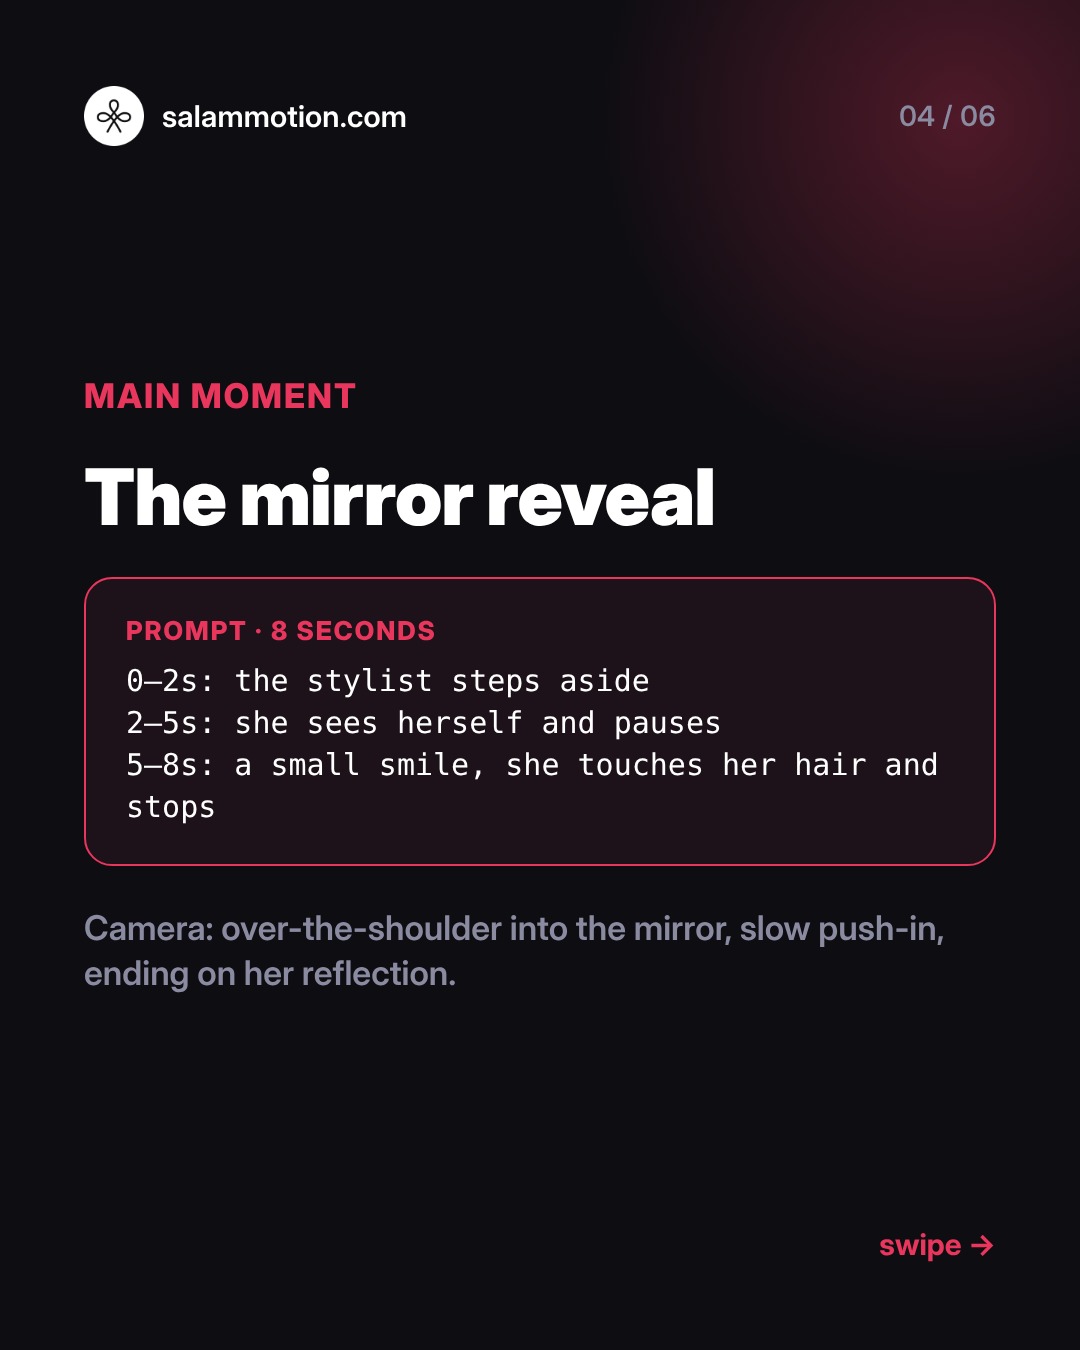 salammotion.com
04 / 06
MAIN MOMENT
The mirror reveal
PROMPT · 8 SECONDS
0–2s: the stylist steps aside
2–5s: she sees herself and pauses
5–8s: a small smile, she touches her hair and
stops
Camera: over-the-shoulder into the mirror, slow push-in,
ending on her reflection.
swipe →